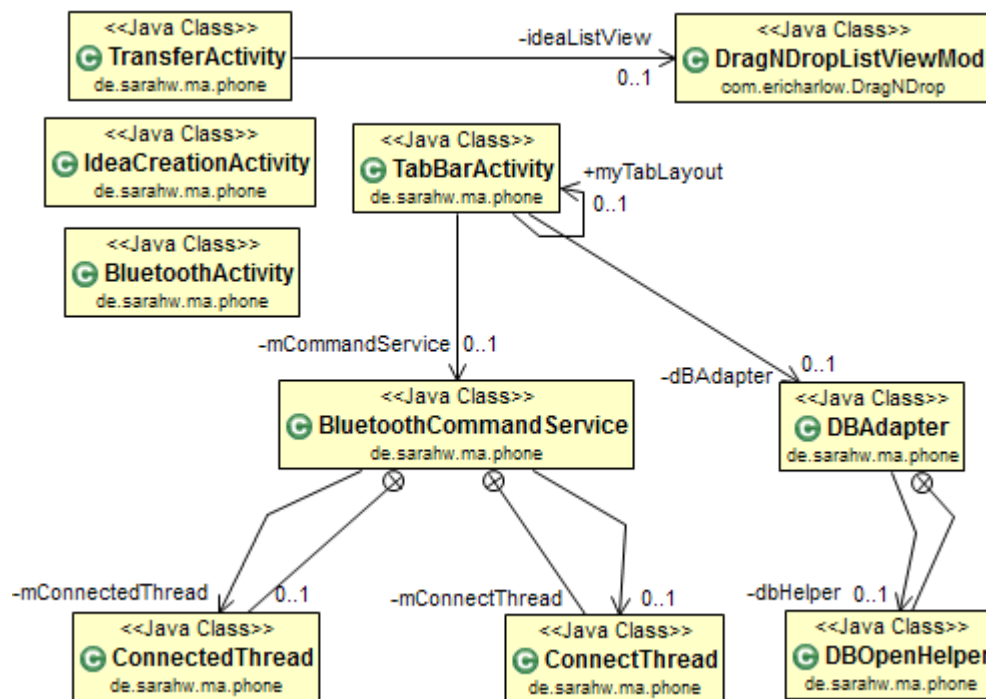 <<Java Class>>
TransferActivity
de.sarahw.ma.phone
-ideaListView
0..1
<<Java Class>>
DragNDropListViewMod
com.ericharlow.DragNDrop
<<Java Class>>
IdeaCreationActivity
de.sarahw.ma.phone
<<Java Class>>
TabBarActivity
de.sarahw.ma.phone
+myTabLayout
0..1
<<Java Class>>
BluetoothActivity
de.sarahw.ma.phone
-mCommandService 0..1
-dBAdapter 0..1
<<Java Class>>
BluetoothCommandService
de.sarahw.ma.phone
<<Java Class>>
DBAdapter
de.sarahw.ma.phone
-mConnectedThread 0..1
-mConnectThread 0..1
-dbHelper 0..1
<<Java Class>>
ConnectedThread
de.sarahw.ma.phone
<<Java Class>>
ConnectThread
de.sarahw.ma.phone
<<Java Class>>
DBOpenHelper
de.sarahw.ma.phone